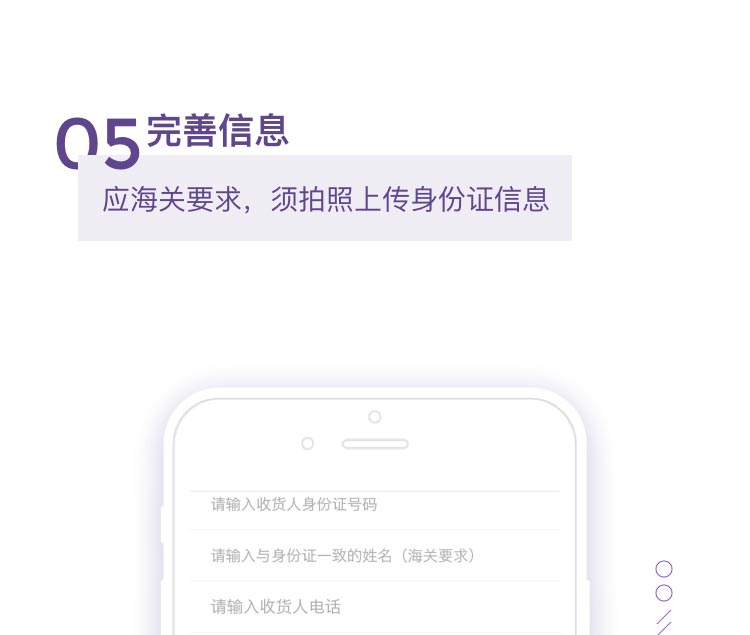 05 完善信息
应海关要求，须拍照上传身份证信息
请输入收货人身份证号码
请输入与身份证一致的姓名（海关要求）
请输入收货人电话